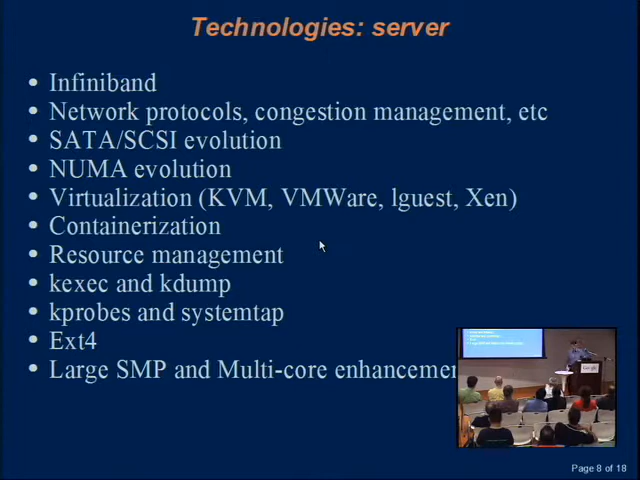 Technologies: server
• Infiniband
• Network protocols, congestion management, etc
• SATA/SCSI evolution
• NUMA evolution
• Virtualization (KVM, VMWare, lguest, Xen)
• Containerization
• Resource management
• kexec and kdump
• kprobes and systemtap
• Ext4
• Large SMP and Multi-core enhancemen
Google
Page 8 of 18